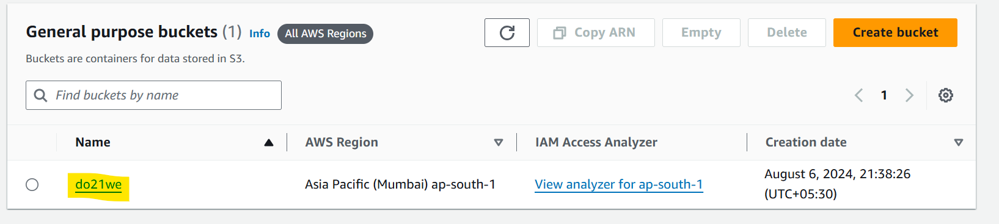 General purpose buckets (1) Info All AWS Regions
Copy ARN Empty Delete Create bucket
Buckets are containers for data stored in S3.
Find buckets by name
1
Name AWS Region IAM Access Analyzer Creation date
do21we Asia Pacific (Mumbai) ap-south-1 View analyzer for ap-south-1 August 6, 2024, 21:38:26
(UTC+05:30)